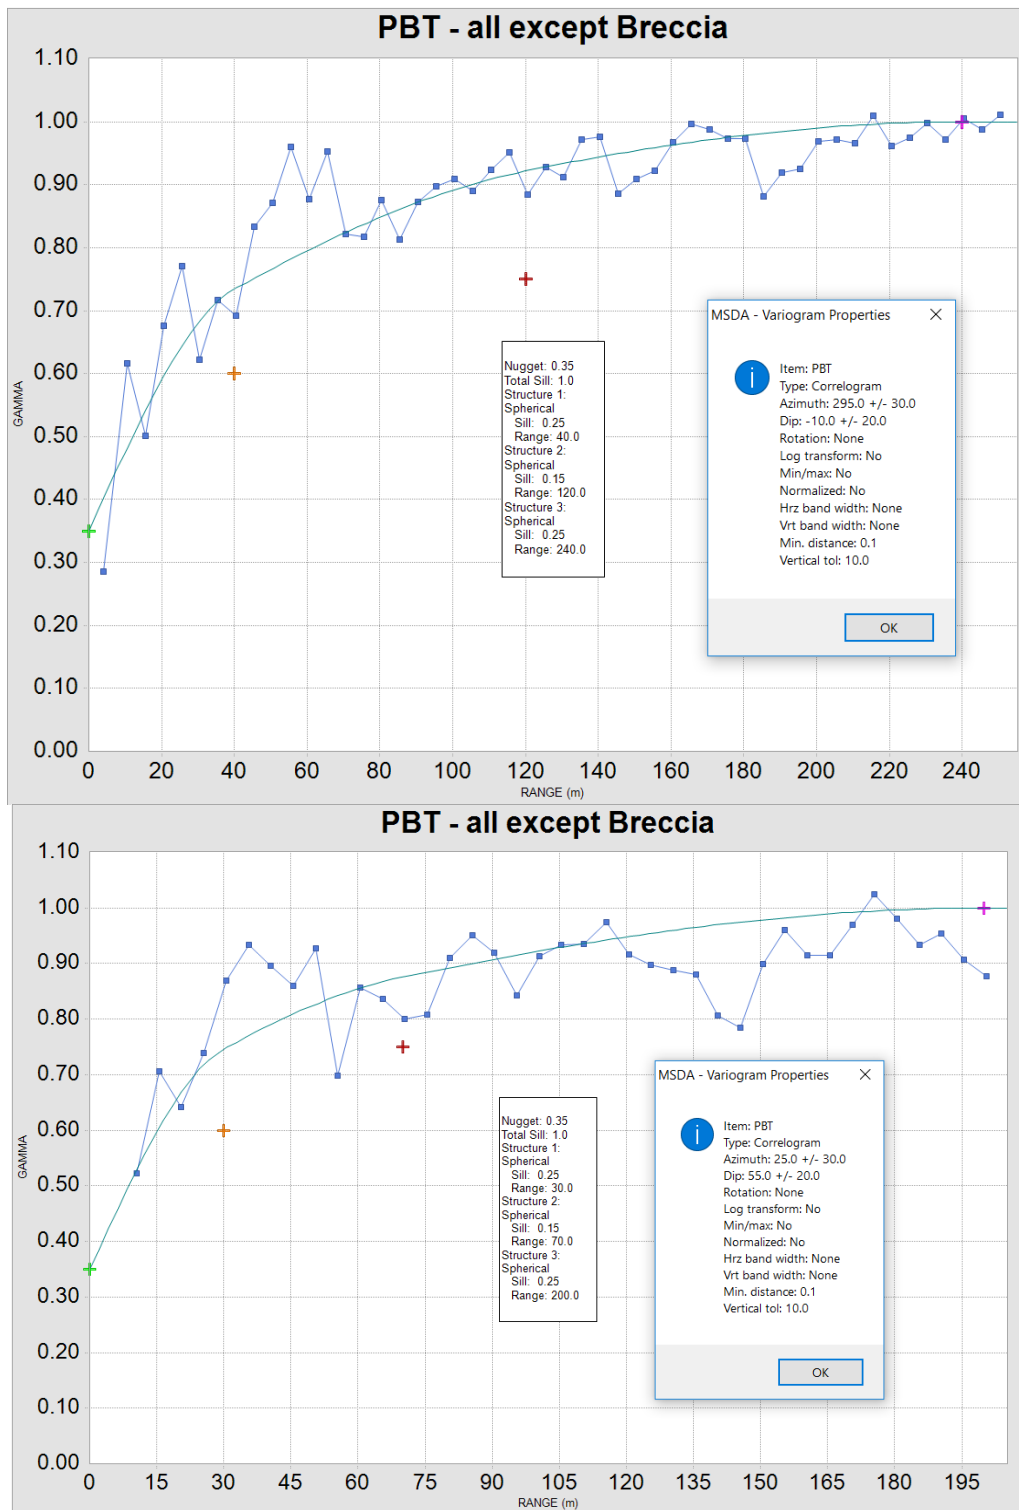 PBT - all except Breccia
1.10
1.00
0.90
0.80
0.70
0.60
0.50
0.40
0.30
0.20
0.10
0.00
GAMMA
0 20 40 60 80 100 120 140 160 180 200 220 240
RANGE (m)
Nugget: 0.35
Total Sill: 1.0
Structure 1:
Spherical
Sill: 0.25
Range: 40.0
Structure 2:
Spherical
Sill: 0.15
Range: 120.0
Structure 3:
Spherical
Sill: 0.25
Range: 240.0
MSDA - Variogram Properties
Item: PBT
Type: Correlogram
Azimuth: 295.0 +/- 30.0
Dip: -10.0 +/- 20.0
Rotation: None
Log transform: No
Min/max: No
Normalized: No
Hrz band width: None
Vrt band width: None
Min. distance: 0.1
Vertical tol: 10.0
OK
PBT - all except Breccia
1.10
1.00
0.90
0.80
0.70
0.60
0.50
0.40
0.30
0.20
0.10
0.00
GAMMA
0 15 30 45 60 75 90 105 120 135 150 165 180 195
RANGE (m)
Nugget: 0.35
Total Sill: 1.0
Structure 1:
Spherical
Sill: 0.25
Range: 30.0
Structure 2:
Spherical
Sill: 0.15
Range: 70.0
Structure 3:
Spherical
Sill: 0.25
Range: 200.0
MSDA - Variogram Properties
Item: PBT
Type: Correlogram
Azimuth: 25.0 +/- 30.0
Dip: 55.0 +/- 20.0
Rotation: None
Log transform: No
Min/max: No
Normalized: No
Hrz band width: None
Vrt band width: None
Min. distance: 0.1
Vertical tol: 10.0
OK